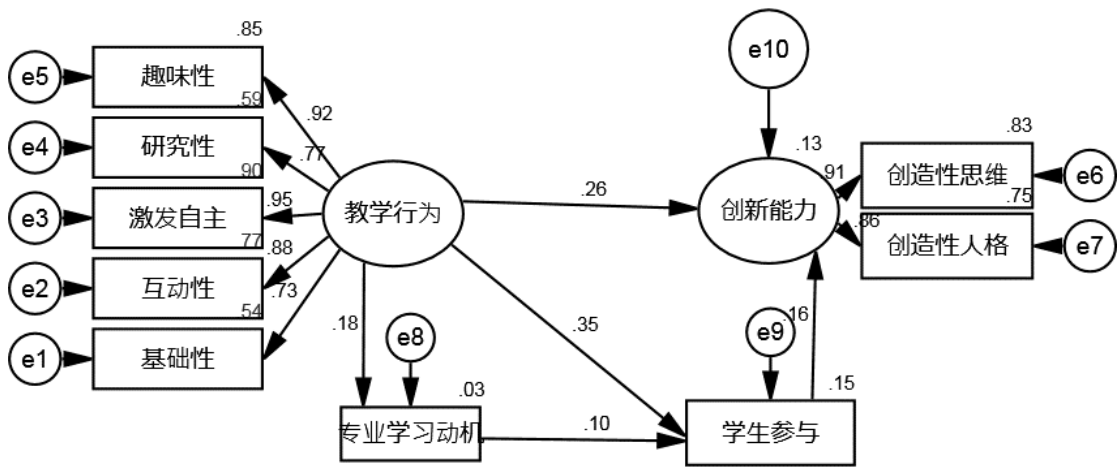 .85
e5
趣味性
.59
.92
e4
研究性
.77
.90
e3
激发自主
.95
.77
e2
互动性
.88
.54
e1
基础性
.73
教学行为
.26
e10
.13
创新能力
.91
.83
创造性思维
e6
.75
.86
创造性人格
e7
.18
e8
.03
专业学习动机
.35
.10
e9
.16
.15
学生参与